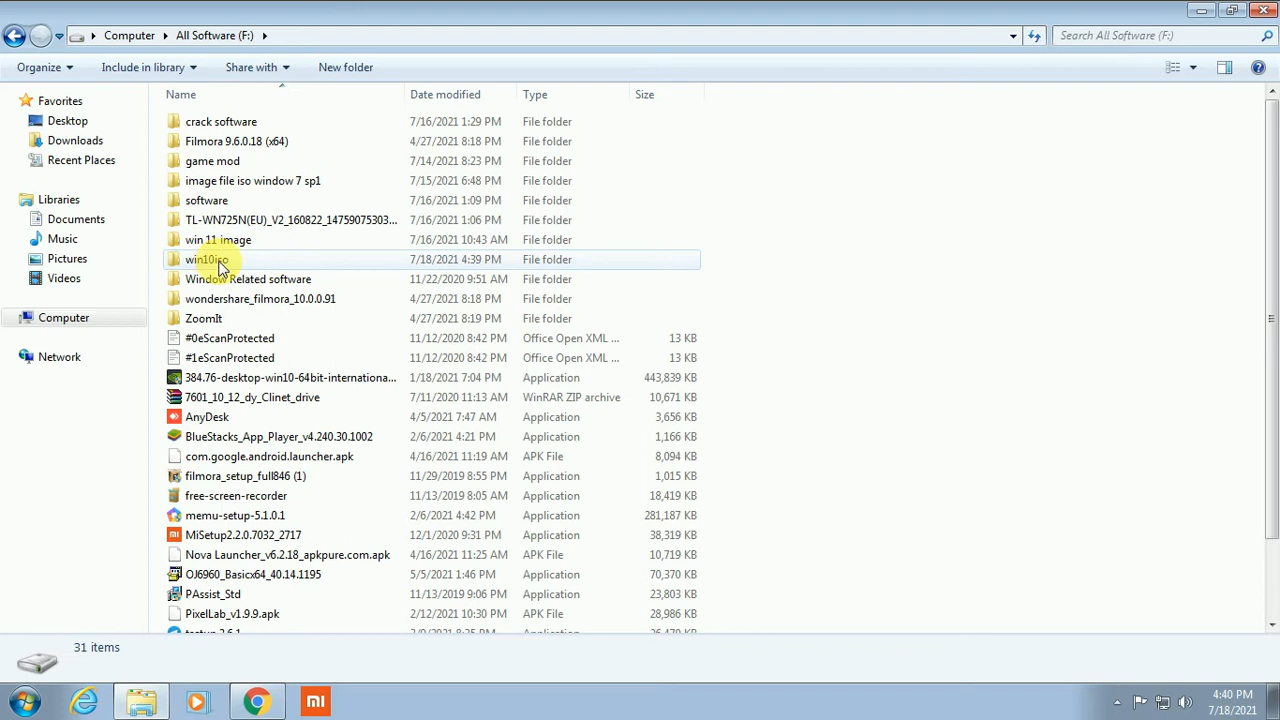 Computer All Software (F:) Search All Software (F:)
Organize Include in library Share with New folder
Name Date modified Type Size
Favorites
Desktop
Downloads
Recent Places
Libraries
Documents
Music
Pictures
Videos
Computer
Network
crack software 7/16/2021 1:29 PM File folder
Filmora 9.6.0.18 (x64) 4/27/2021 8:18 PM File folder
game mod 7/14/2021 8:23 PM File folder
image file iso window 7 sp1 7/15/2021 6:48 PM File folder
software 7/16/2021 1:09 PM File folder
TL-WN725N(EU)_V2_160822_14759075303... 7/16/2021 1:06 PM File folder
win 11 image 7/16/2021 10:43 AM File folder
win10iso 7/18/2021 4:39 PM File folder
Window Related software 11/22/2020 9:51 AM File folder
wondershare_filmora_10.0.0.91 4/27/2021 8:18 PM File folder
ZoomIt 4/27/2021 8:19 PM File folder
#0eScanProtected 11/12/2020 8:42 PM Office Open XML ... 13 KB
#1eScanProtected 11/12/2020 8:42 PM Office Open XML ... 13 KB
384.76-desktop-win10-64bit-internationa... 1/18/2021 7:04 PM Application 443,839 KB
7601_10_12_dy_Clinet_drive 7/11/2020 11:13 AM WinRAR ZIP archive 10,671 KB
AnyDesk 4/5/2021 7:47 AM Application 3,656 KB
BlueStacks_App_Player_v4.240.30.1002 2/6/2021 4:21 PM Application 1,166 KB
com.google.android.launcher.apk 4/16/2021 11:19 AM APK File 8,094 KB
filmora_setup_full846 (1) 11/29/2019 8:55 PM Application 1,015 KB
free-screen-recorder 11/13/2019 8:05 AM Application 18,419 KB
memu-setup-5.1.0.1 2/6/2021 4:42 PM Application 281,187 KB
MiSetup2.2.0.7032_2717 12/1/2020 9:31 PM Application 38,319 KB
Nova Launcher_v6.2.18_apkpure.com.apk 4/16/2021 11:25 AM APK File 10,719 KB
OJ6960_Basicx64_40.14.1195 5/5/2021 1:46 PM Application 70,370 KB
PAssist_Std 11/13/2019 9:06 PM Application 23,803 KB
PixelLab_v1.9.9.apk 2/12/2021 10:30 PM APK File 28,986 KB
31 items
mi
4:40 PM
7/18/2021